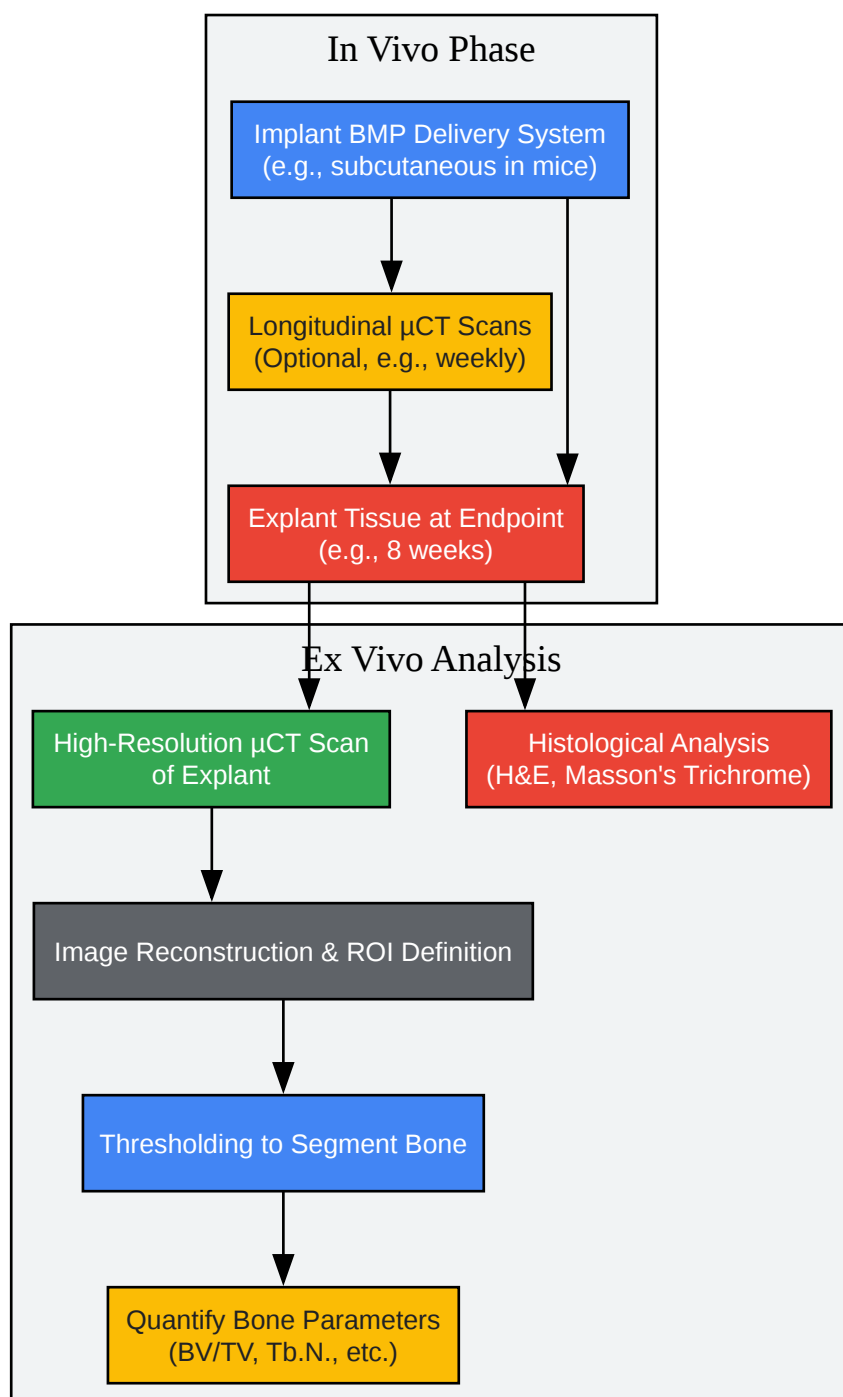 In Vivo Phase
Implant BMP Delivery System
(e.g., subcutaneous in mice)
Longitudinal µCT Scans
(Optional, e.g., weekly)
Explant Tissue at Endpoint
(e.g., 8 weeks)
Ex Vivo Analysis
High-Resolution µCT Scan
of Explant
Histological Analysis
(H&E, Masson's Trichrome)
Image Reconstruction & ROI Definition
Thresholding to Segment Bone
Quantify Bone Parameters
(BV/TV, Tb.N., etc.)